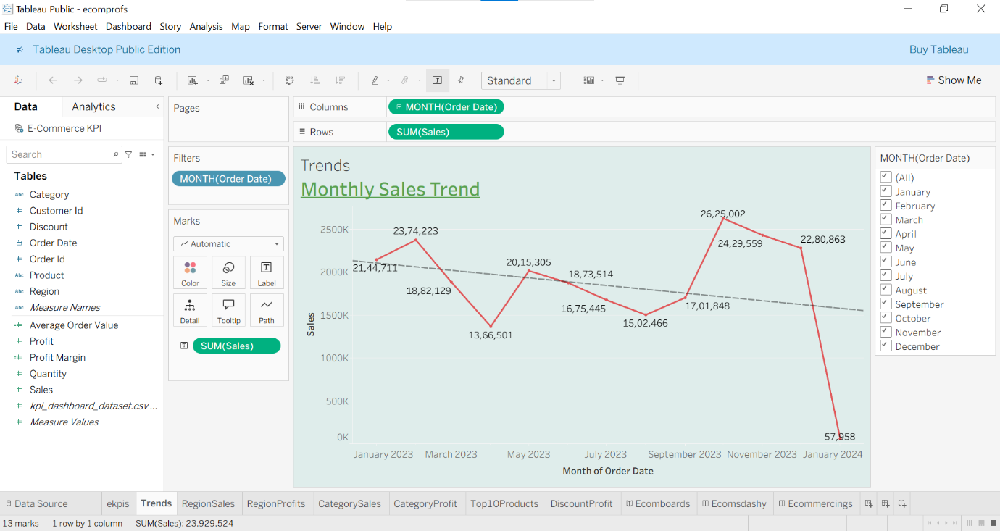 Tableau Public - ecomprofs
File Data Worksheet Dashboard Story Analysis Map Format Server Window Help
Tableau Desktop Public Edition
Buy Tableau
Standard
Show Me
Data
Analytics
E-Commerce KPI
Search
Tables
Abc Category
# Customer Id
# Discount
Order Date
# Order Id
Abc Product
Abc Region
Abc Measure Names
=# Average Order Value
# Profit
=# Profit Margin
# Quantity
# Sales
# kpi_dashboard_dataset.csv ...
# Measure Values
Pages
Filters
MONTH(Order Date)
Marks
Automatic
Color Size Label
Detail Tooltip Path
SUM(Sales)
Columns
MONTH(Order Date)
Rows
SUM(Sales)
Trends
Monthly Sales Trend
Sales
2500K
2000K
1500K
1000K
500K
0K
21,44,711
23,74,223
18,82,129
13,66,501
20,15,305
18,73,514
16,75,445
15,02,466
17,01,848
26,25,002
24,29,559
22,80,863
57,958
January 2023 March 2023 May 2023 July 2023 September 2023 November 2023 January 2024
Month of Order Date
MONTH(Order Date)
(All)
January
February
March
April
May
June
July
August
September
October
November
December
Data Source ekpis Trends RegionSales RegionProfits CategorySales CategoryProfit Top10Products DiscountProfit Ecomboards Ecomsdashy Ecommercings
13 marks 1 row by 1 column SUM(Sales): 23,929,524